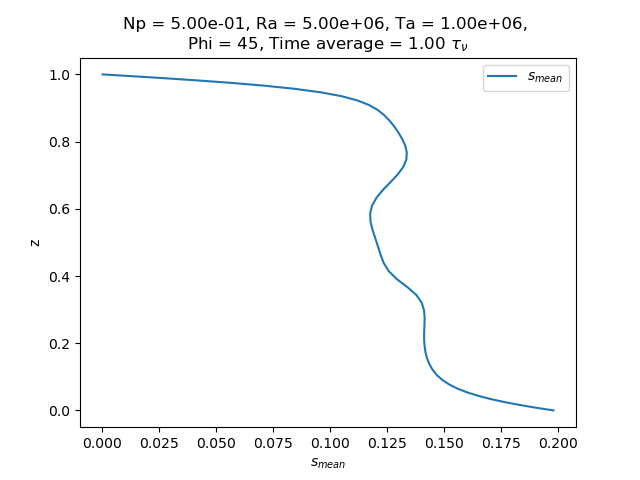 Np = 5.00e-01, Ra = 5.00e+06, Ta = 1.00e+06,
Phi = 45, Time average = 1.00 τν
s_mean
1.0
0.8
0.6
0.4
0.2
0.0
z
0.000 0.025 0.050 0.075 0.100 0.125 0.150 0.175 0.200
s_mean